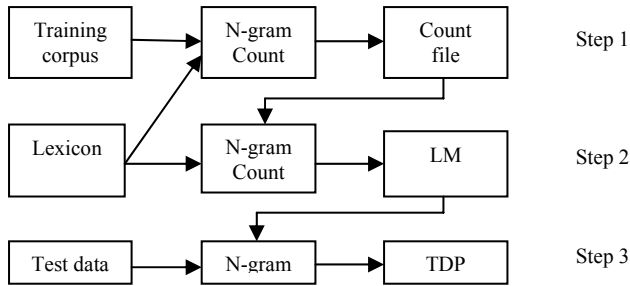 Training
corpus
N-gram
Count
Count
file
Step 1
Lexicon
N-gram
Count
LM
Step 2
Test data
N-gram
TDP
Step 3